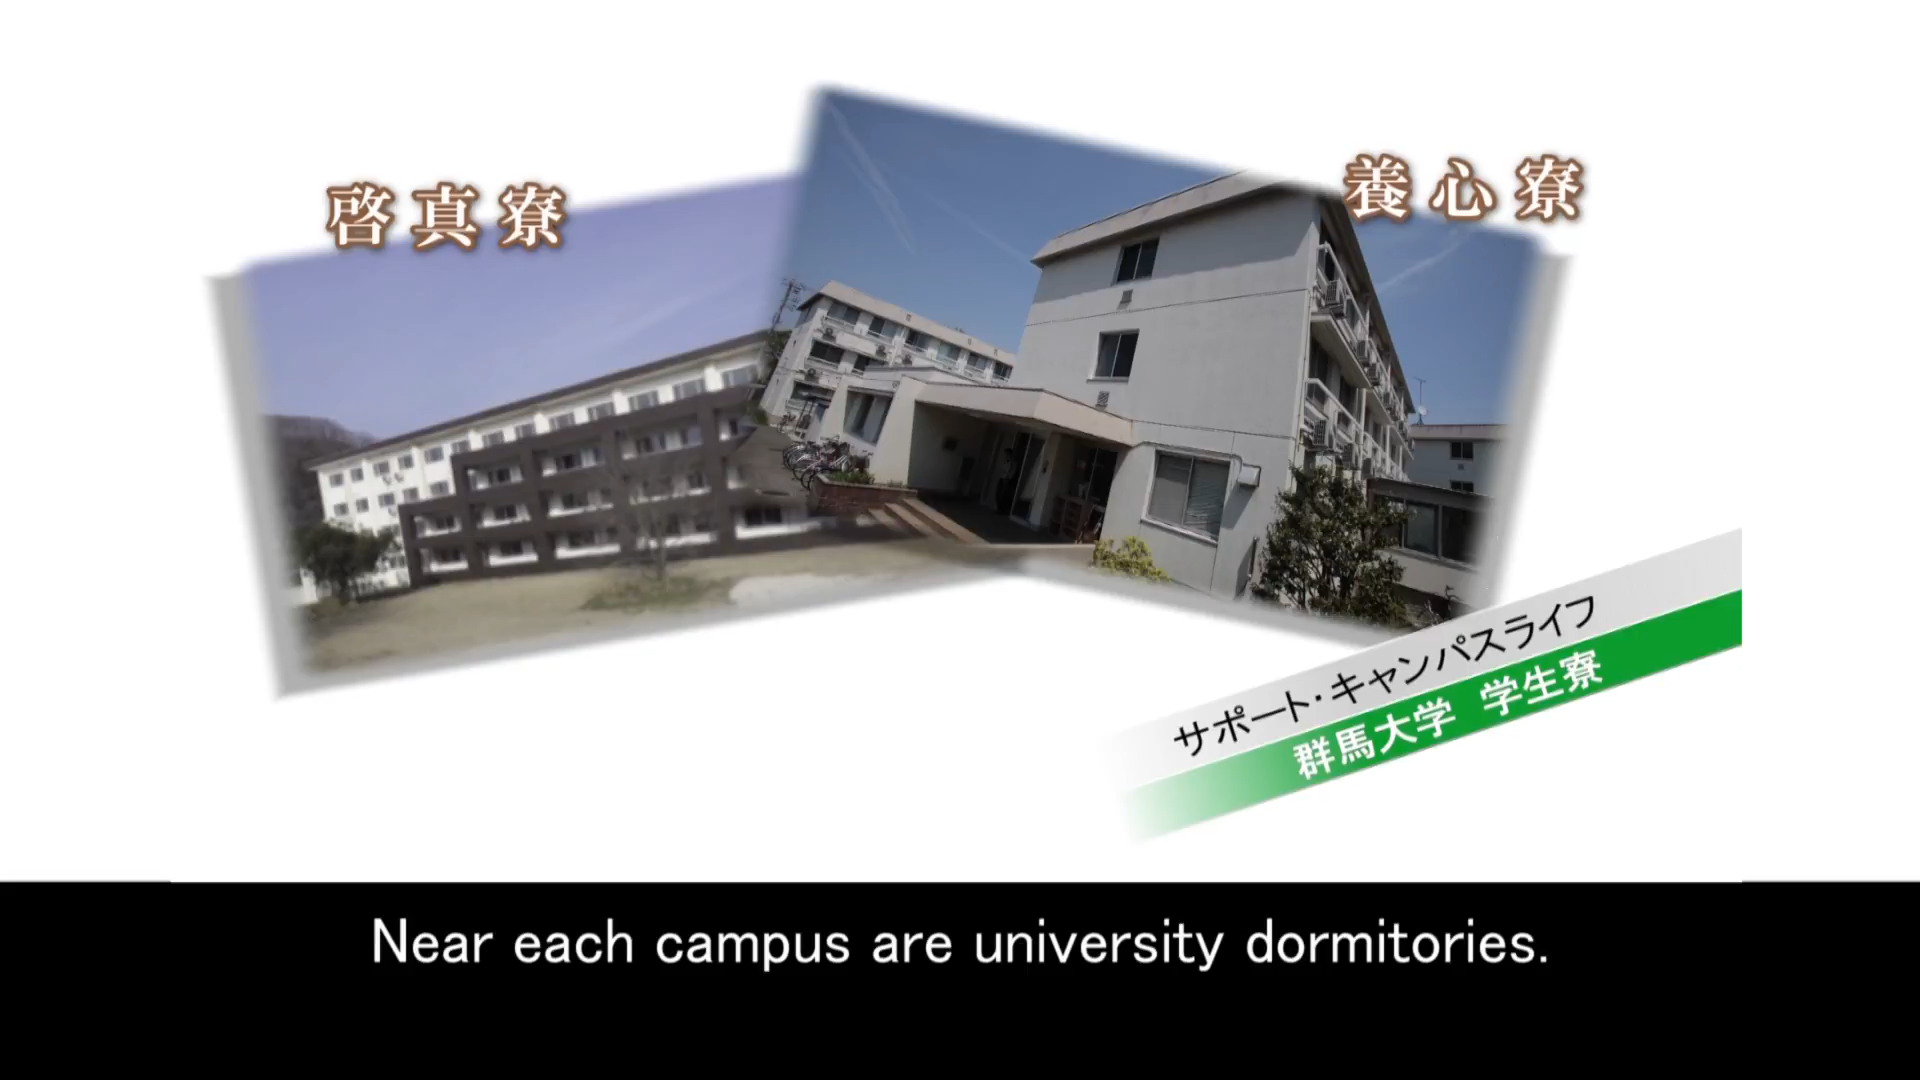 啓真寮
養心寮
サポート・キャンパスライフ
群馬大学 学生寮
Near each campus are university dormitories.